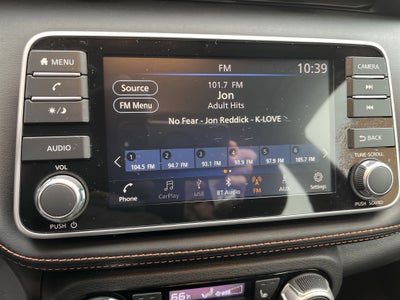 MENU
FM
10:39
CAMERA
Source
101.7 FM
Jon
FM Menu
Adult Hits
No Fear - Jon Reddick - K-LOVE
BACK
AUDIO
TUNE·SCROLL
VOL
1 2 3 4 5 6
104.5 FM 94.7 FM 93.1 FM 93.9 FM 97.9 FM 105.7 FM
Phone CarPlay USB BT Audio FM AUX Settings
PUSH
PUSH SOUND
66